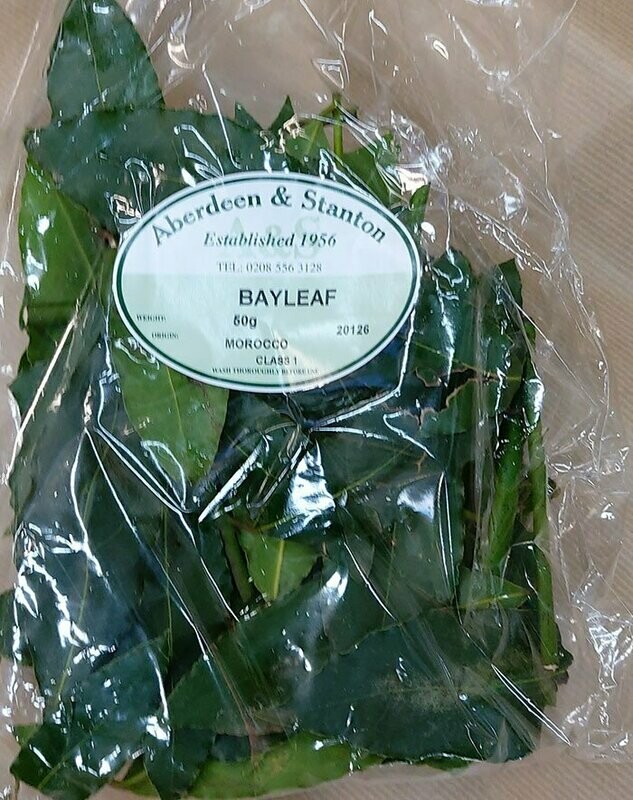 Aberdeen & Stanton
A&S
Established 1956
TEL: 0208 556 3128
BAYLEAF
WEIGHT: 50g
20126
ORIGIN: MOROCCO
CLASS 1
WASH THOROUGHLY BEFORE USE